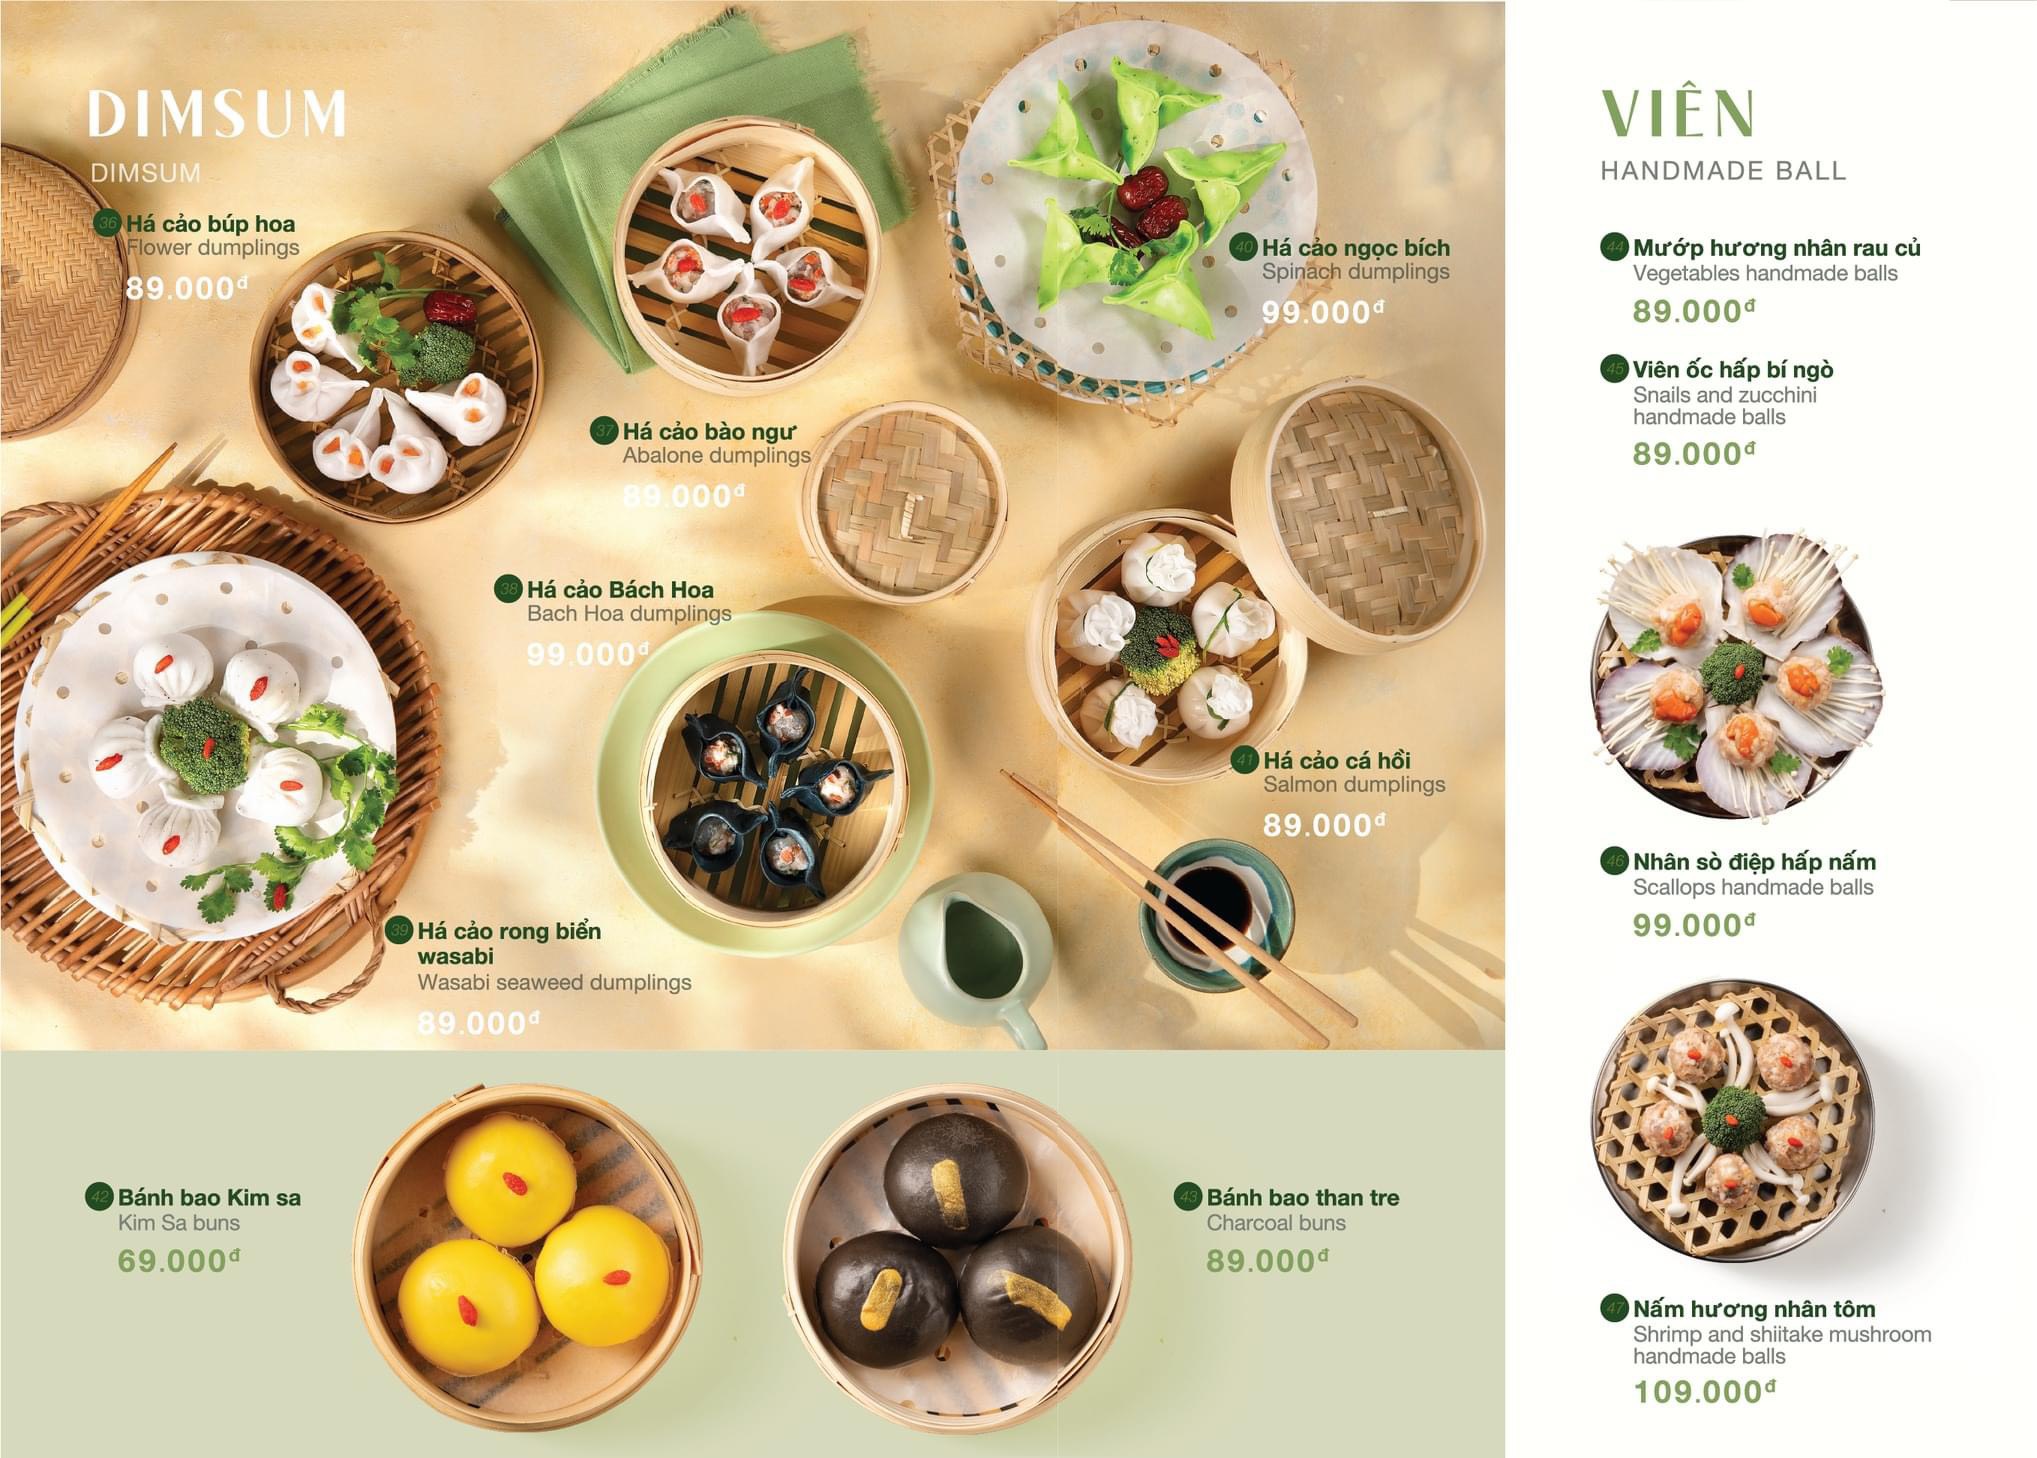 DIMSUM
DIMSUM
36 Há cảo búp hoa
Flower dumplings
89.000đ
37 Há cảo bào ngư
Abalone dumplings
89.000đ
38 Há cảo Bách Hoa
Bach Hoa dumplings
99.000đ
39 Há cảo rong biển
wasabi
Wasabi seaweed dumplings
89.000đ
40 Há cảo ngọc bích
Spinach dumplings
99.000đ
41 Há cảo cá hồi
Salmon dumplings
89.000đ
42 Bánh bao Kim sa
Kim Sa buns
69.000đ
43 Bánh bao than tre
Charcoal buns
89.000đ
VIÊN
HANDMADE BALL
44 Mướp hương nhân rau củ
Vegetables handmade balls
89.000đ
45 Viên ốc hấp bí ngò
Snails and zucchini
handmade balls
89.000đ
46 Nhân sò điệp hấp nấm
Scallops handmade balls
99.000đ
47 Nấm hương nhân tôm
Shrimp and shiitake mushroom
handmade balls
109.000đ